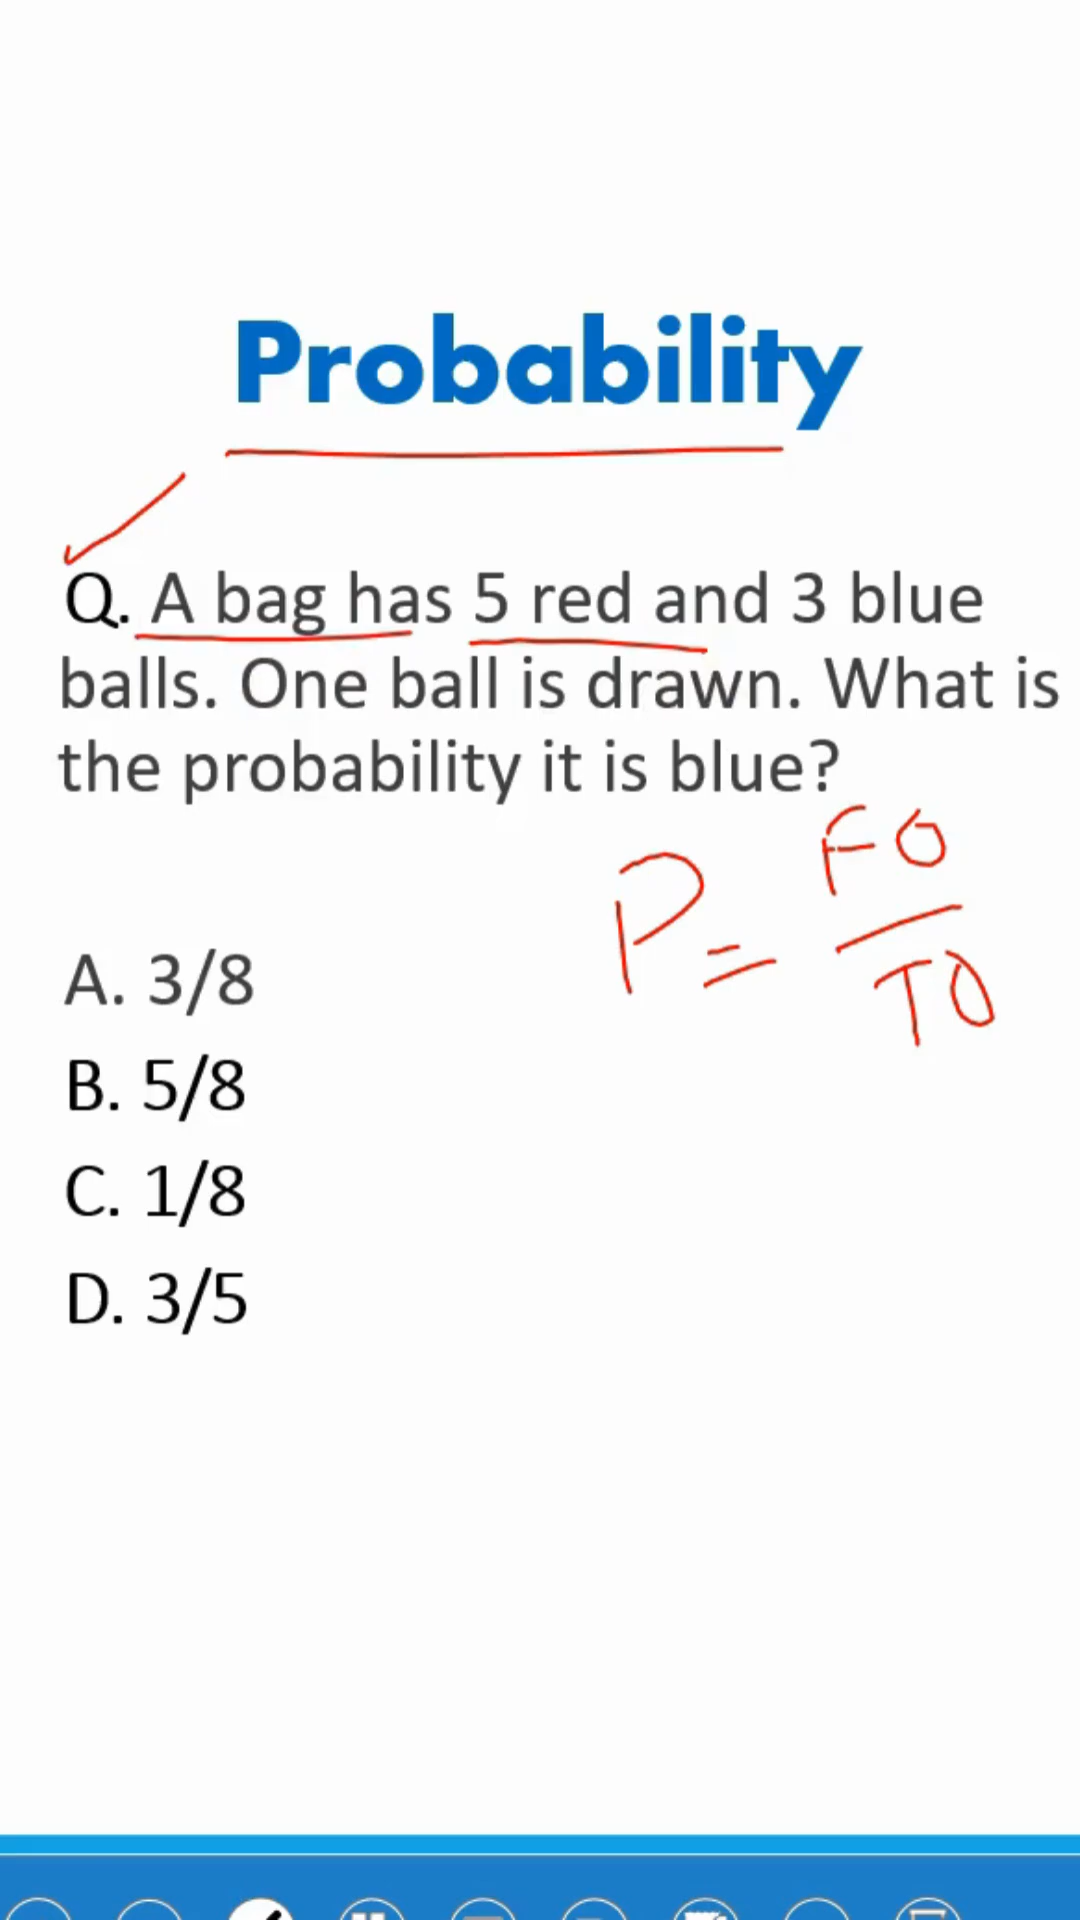 Probability
Q. A bag has 5 red and 3 blue
balls. One ball is drawn. What is
the probability it is blue?
P = FO
TO
A. 3/8
B. 5/8
C. 1/8
D. 3/5